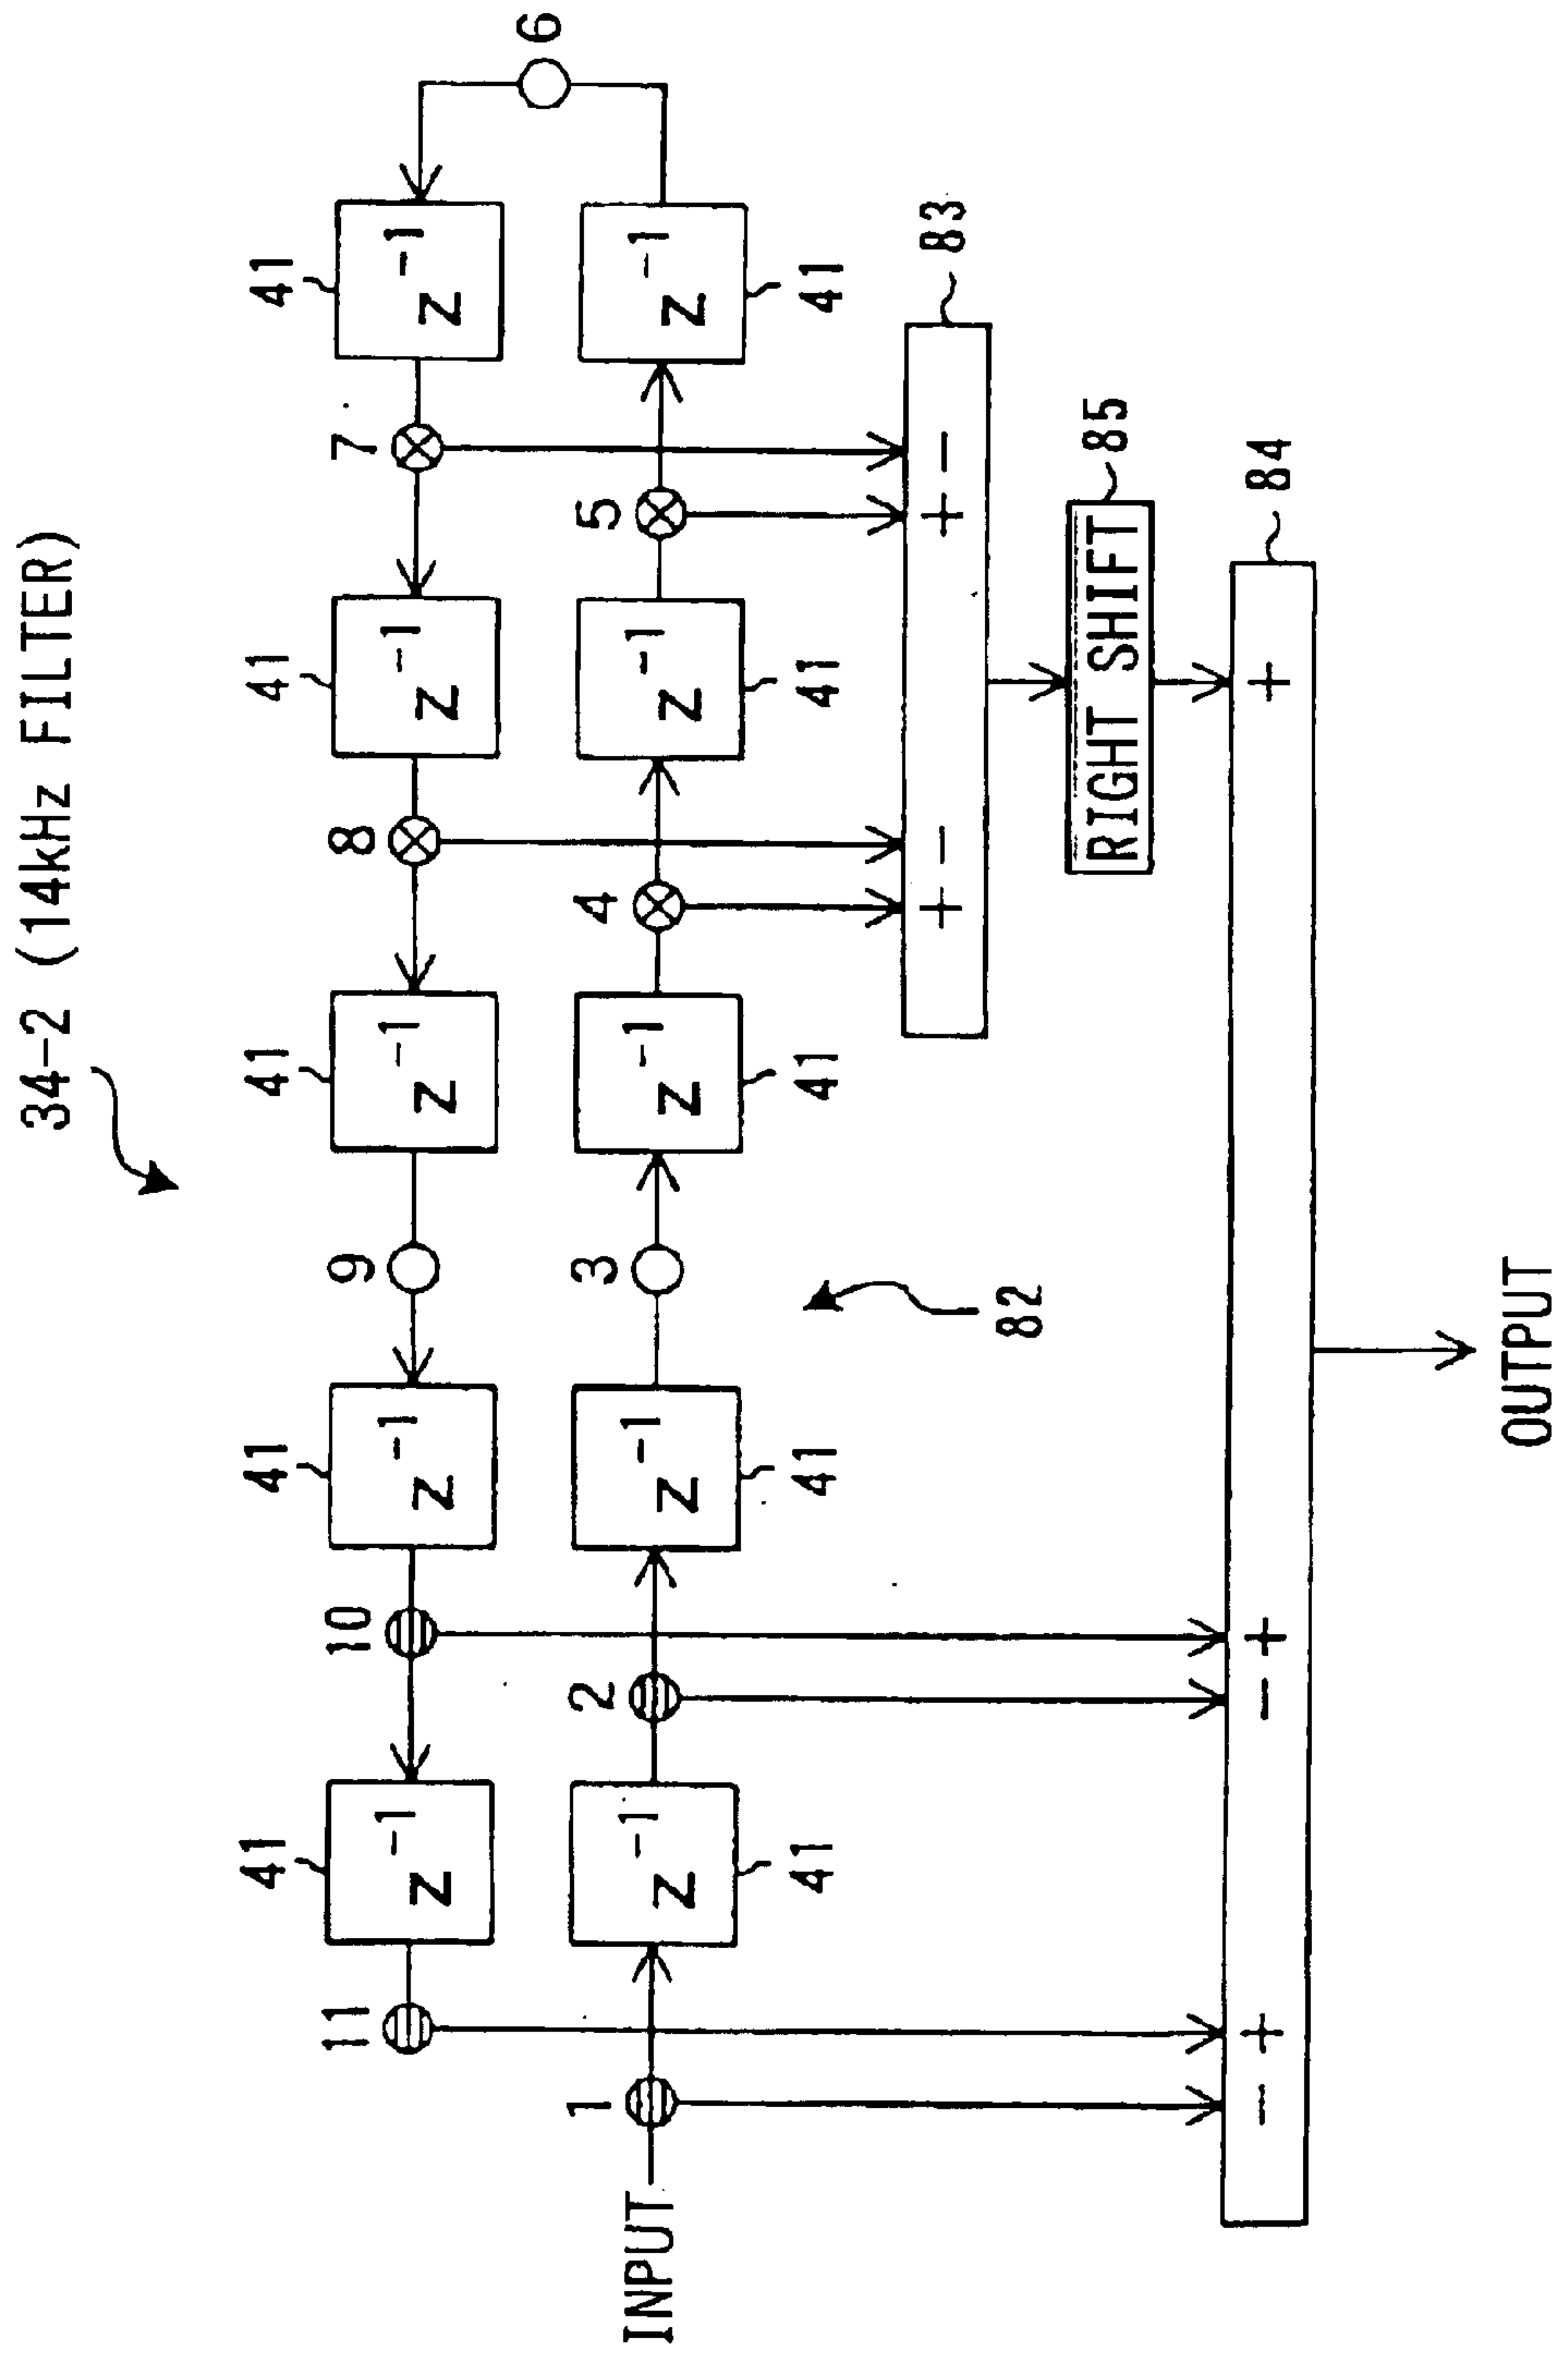 34-2 (14kHz FILTER)
41 41 41 41 41
z⁻¹ z⁻¹ z⁻¹ z⁻¹ z⁻¹
11 10 9 8 7
6
INPUT
1 2 3 4 5
z⁻¹ z⁻¹ z⁻¹ z⁻¹ z⁻¹
41 41 41 41 41
82
+ − + −
83
RIGHT SHIFT
85
− + − + +
84
OUTPUT